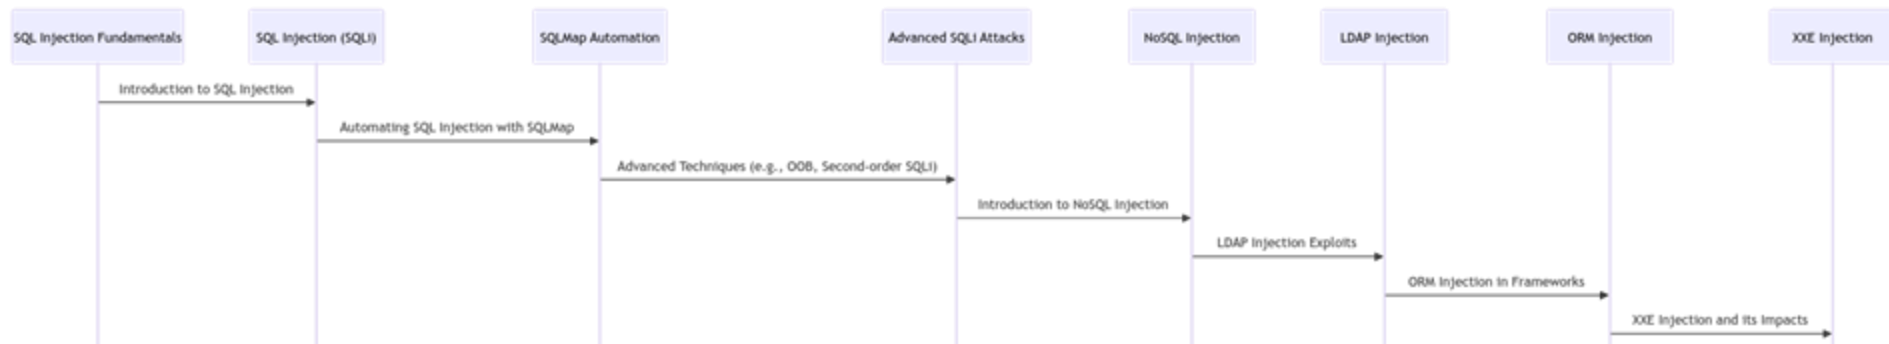 SQL Injection Fundamentals
SQL Injection (SQLi)
SQLMap Automation
Advanced SQLi Attacks
NoSQL Injection
LDAP Injection
ORM Injection
XXE Injection
Introduction to SQL Injection
Automating SQL Injection with SQLMap
Advanced Techniques (e.g., OOB, Second-order SQLi)
Introduction to NoSQL Injection
LDAP Injection Exploits
ORM Injection in Frameworks
XXE Injection and its Impacts